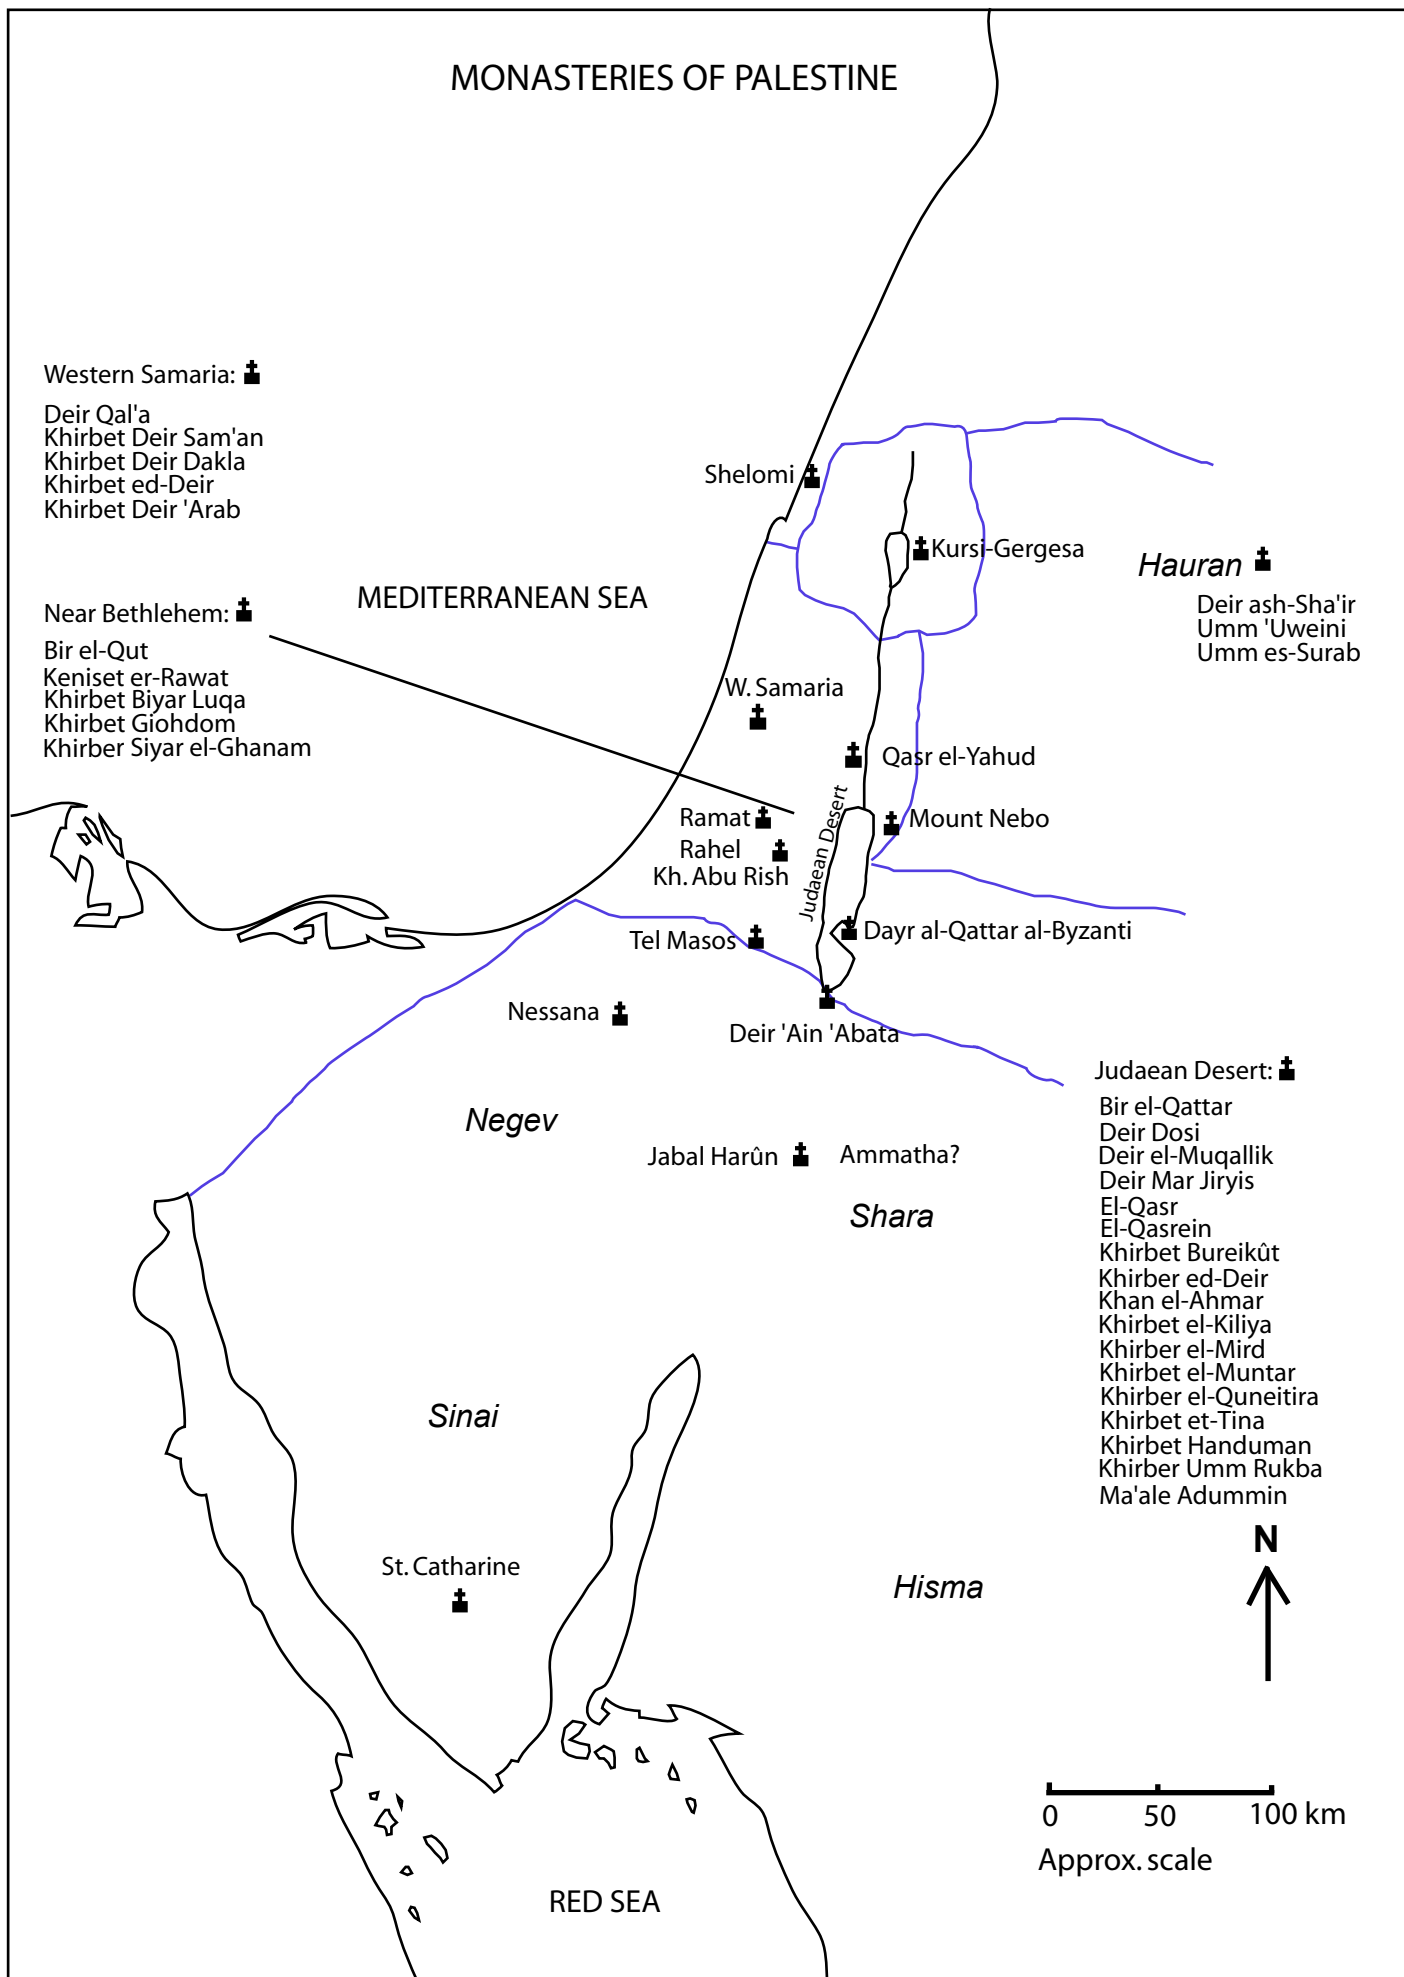 MONASTERIES OF PALESTINE
Western Samaria:
Deir Qal'a
Khirbet Deir Sam'an
Khirbet Deir Dakla
Khirbet ed-Deir
Khirbet Deir 'Arab
Shelomi
Kursi-Gergesa
Hauran
Deir ash-Sha'ir
Umm 'Uweini
Umm es-Surab
MEDITERRANEAN SEA
Near Bethlehem:
Bir el-Qut
Keniset er-Rawat
Khirbet Biyar Luqa
Khirbet Giohdom
Khirber Siyar el-Ghanam
W. Samaria
Qasr el-Yahud
Ramat
Rahel
Kh. Abu Rish
Judaean Desert
Mount Nebo
Tel Masos
Dayr al-Qattar al-Byzanti
Nessana
Deir 'Ain 'Abata
Negev
Jabal Harûn
Ammatha?
Shara
Judaean Desert:
Bir el-Qattar
Deir Dosi
Deir el-Muqallik
Deir Mar Jiryis
El-Qasr
El-Qasrein
Khirbet Bureikût
Khirber ed-Deir
Khan el-Ahmar
Khirbet el-Kiliya
Khirber el-Mird
Khirbet el-Muntar
Khirber el-Quneitira
Khirbet et-Tina
Khirbet Handuman
Khirber Umm Rukba
Ma'ale Adummin
Sinai
St. Catharine
Hisma
N
0 50 100 km
Approx. scale
RED SEA